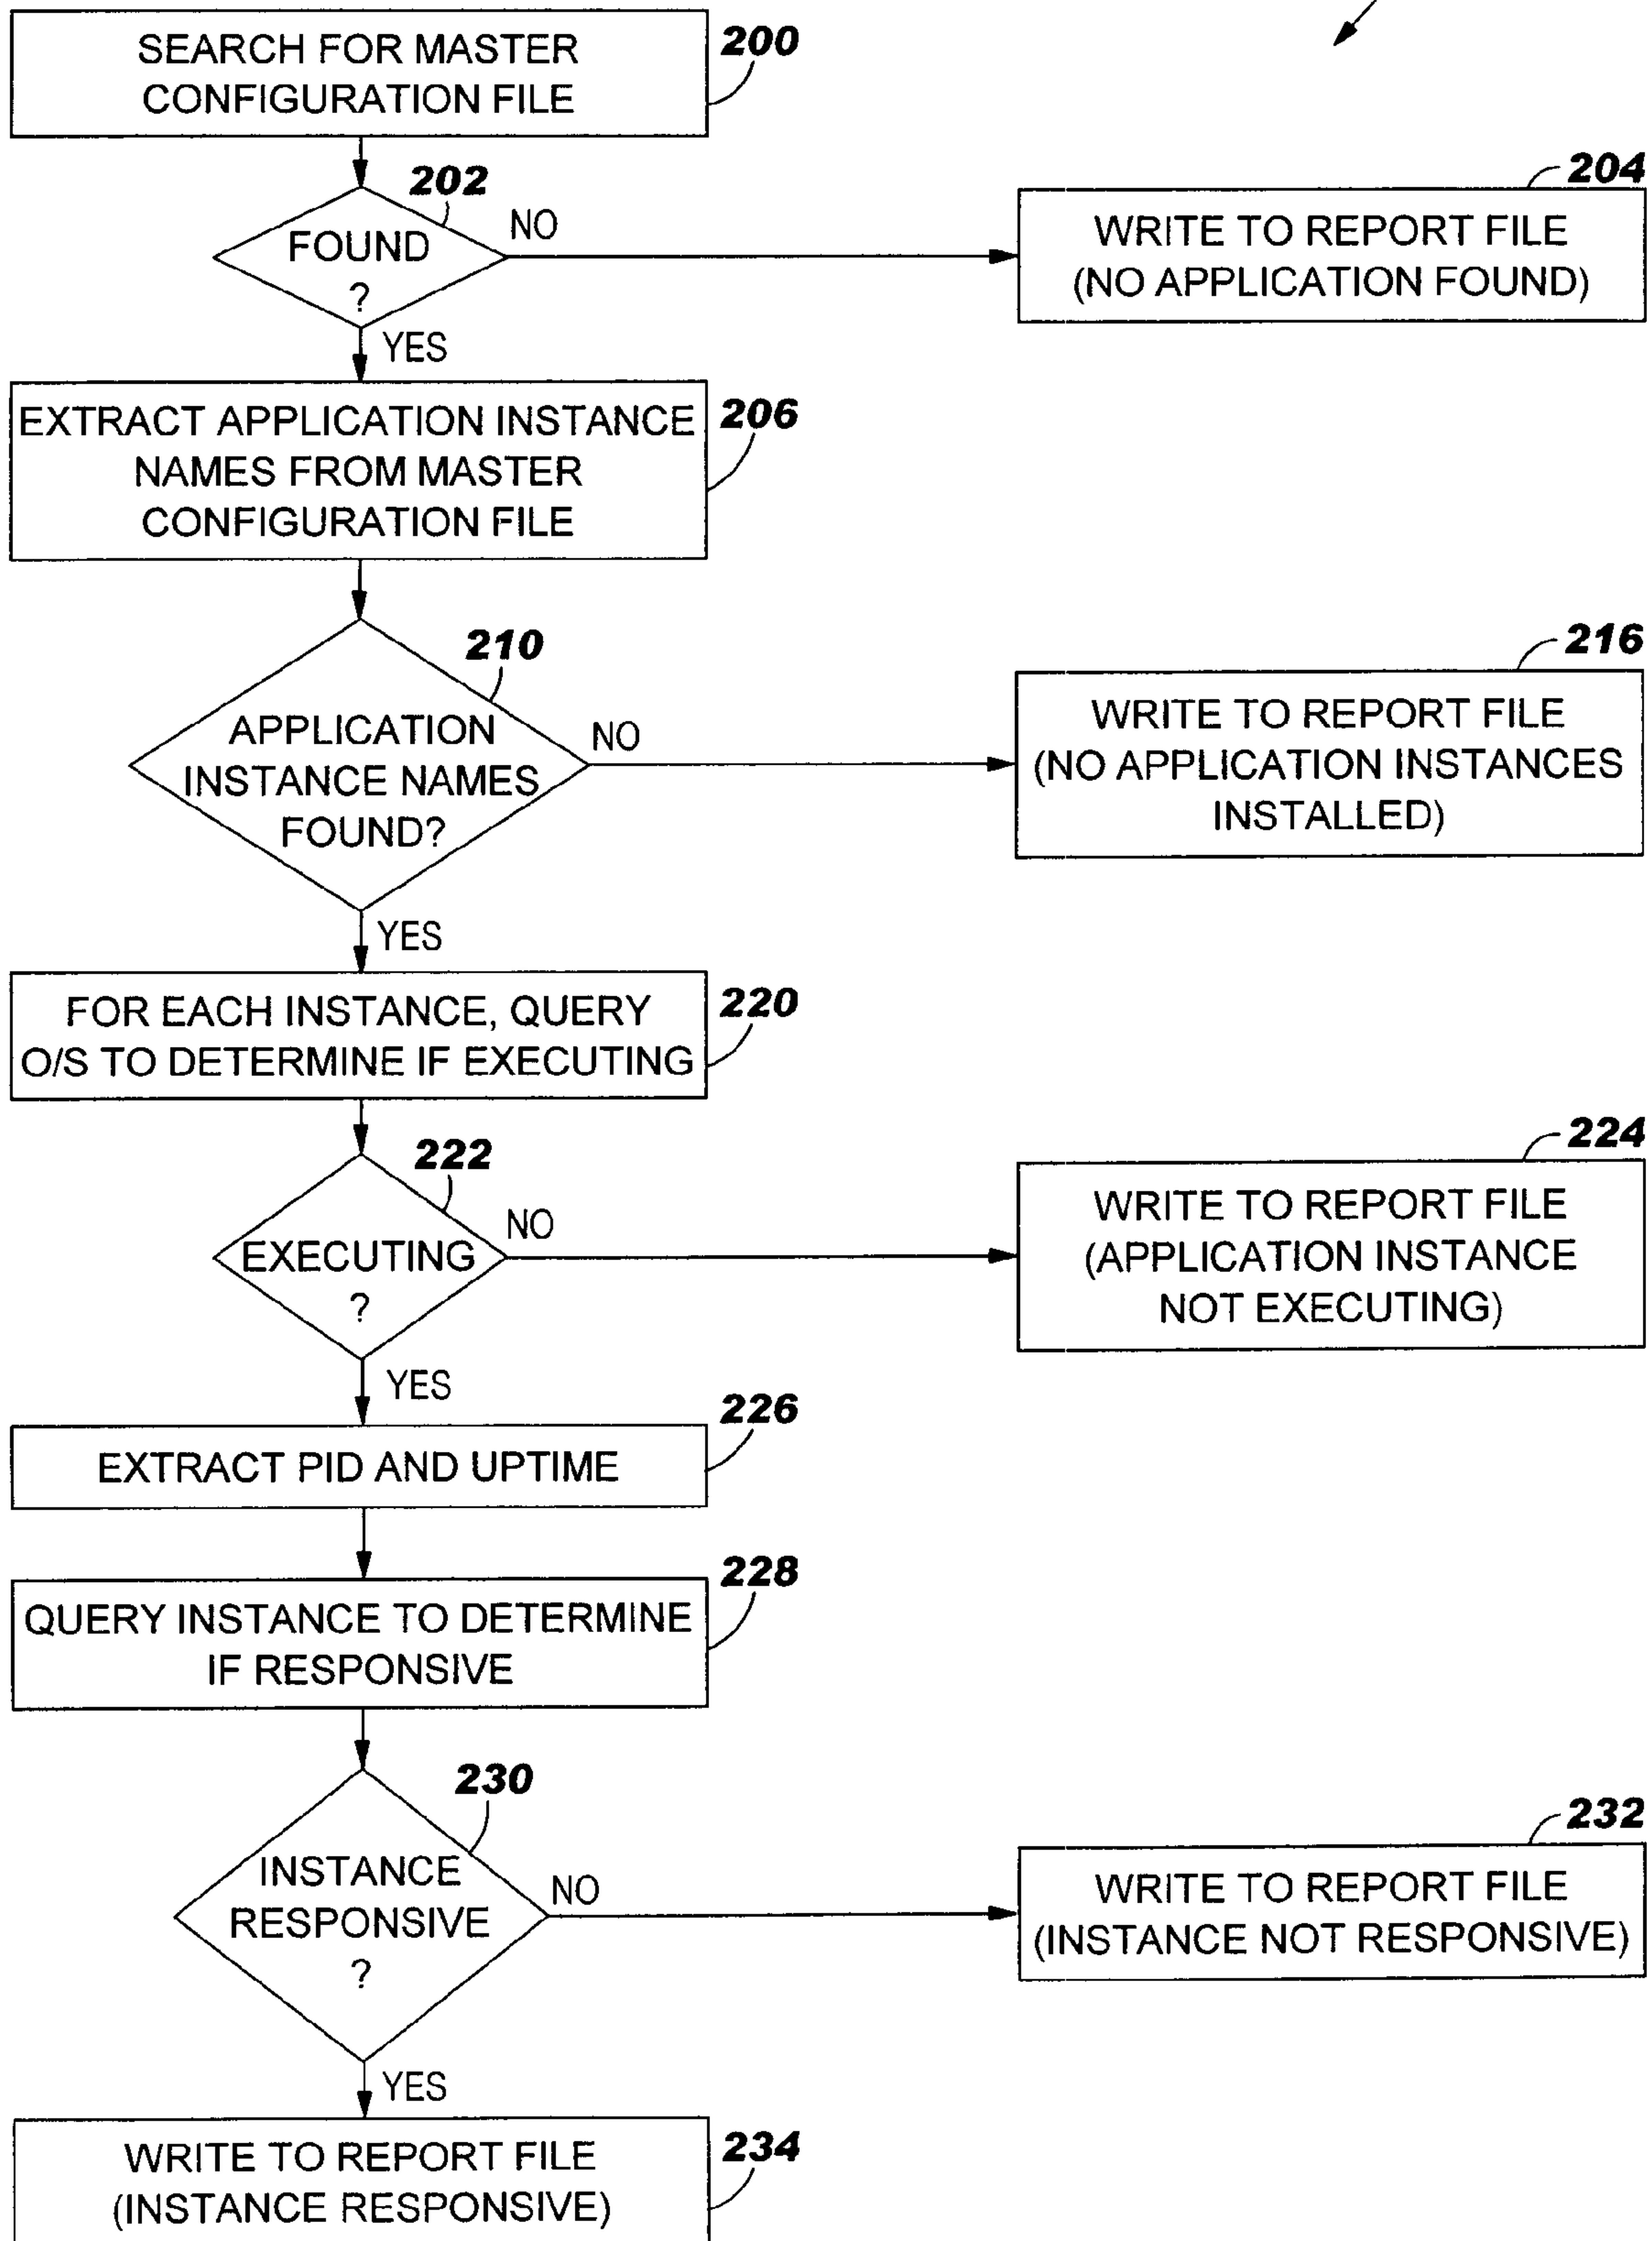 SEARCH FOR MASTER
CONFIGURATION FILE
200
202
FOUND
?
NO
204
WRITE TO REPORT FILE
(NO APPLICATION FOUND)
YES
EXTRACT APPLICATION INSTANCE
NAMES FROM MASTER
CONFIGURATION FILE
206
210
APPLICATION
INSTANCE NAMES
FOUND?
NO
216
WRITE TO REPORT FILE
(NO APPLICATION INSTANCES
INSTALLED)
YES
FOR EACH INSTANCE, QUERY
O/S TO DETERMINE IF EXECUTING
220
222
EXECUTING
?
NO
224
WRITE TO REPORT FILE
(APPLICATION INSTANCE
NOT EXECUTING)
YES
EXTRACT PID AND UPTIME
226
QUERY INSTANCE TO DETERMINE
IF RESPONSIVE
228
230
INSTANCE
RESPONSIVE
?
NO
232
WRITE TO REPORT FILE
(INSTANCE NOT RESPONSIVE)
YES
WRITE TO REPORT FILE
(INSTANCE RESPONSIVE)
234